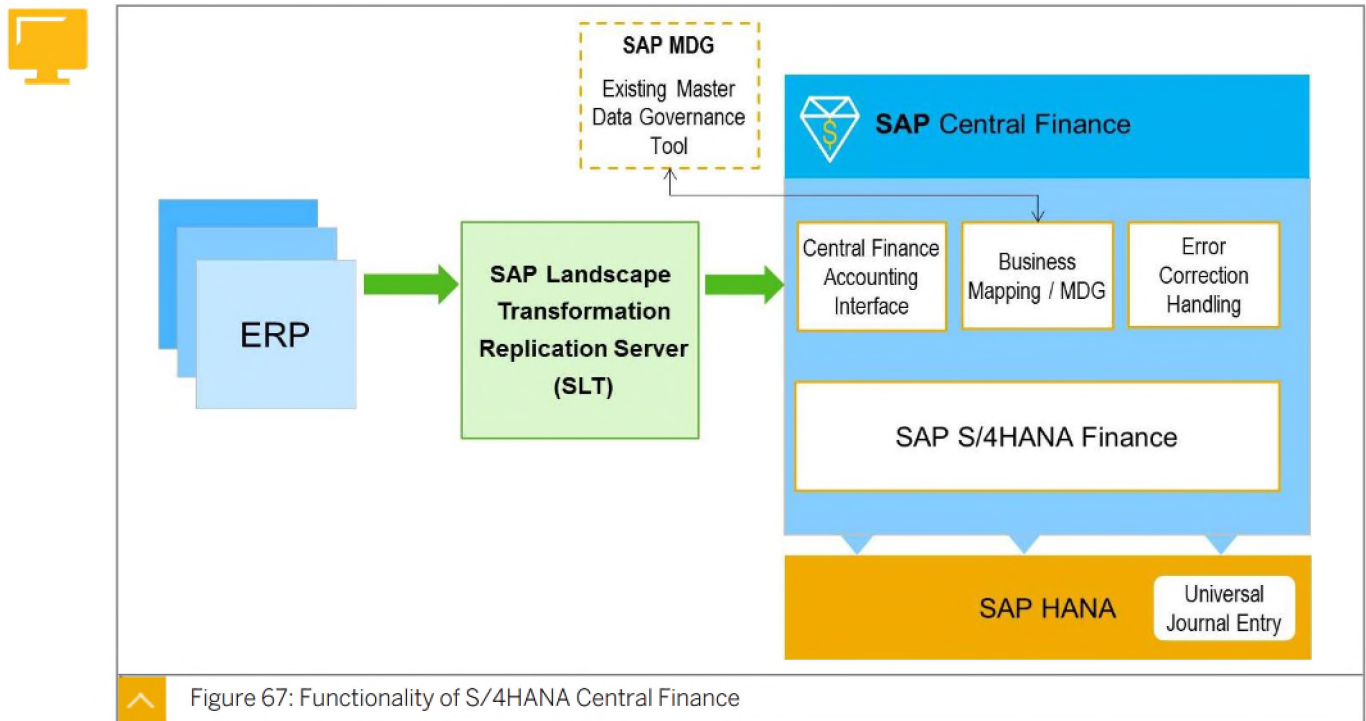 SAP MDG
Existing Master
Data Governance
Tool
SAP Central Finance
ERP
SAP Landscape
Transformation
Replication Server
(SLT)
Central Finance
Accounting
Interface
Business
Mapping / MDG
Error
Correction
Handling
SAP S/4HANA Finance
SAP HANA
Universal
Journal Entry
Figure 67: Functionality of S/4HANA Central Finance